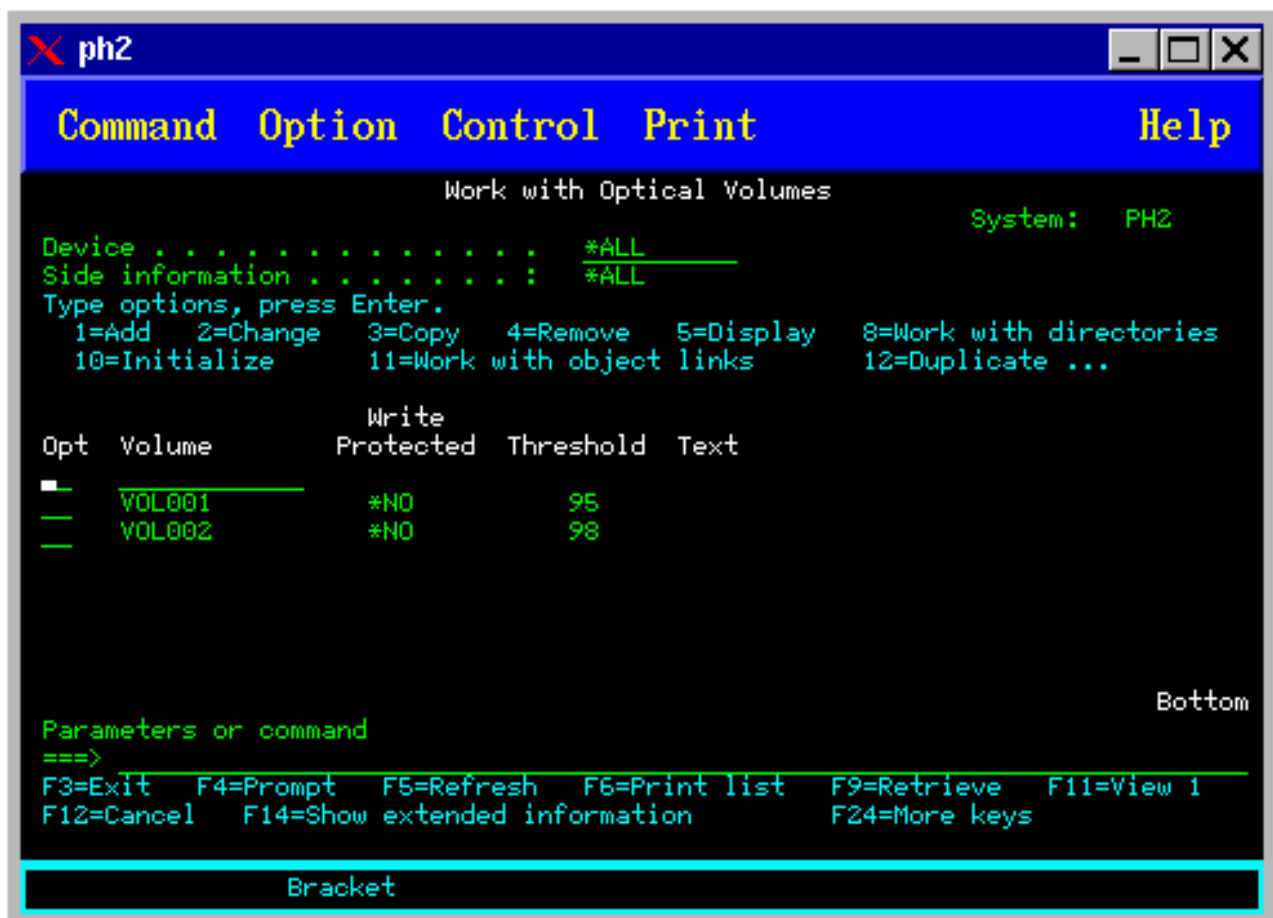 ph2
Command Option Control Print Help
Work with Optical Volumes
System: PH2
Device . . . . . . . . . . . . . *ALL
Side information . . . . . . . : *ALL
Type options, press Enter.
1=Add 2=Change 3=Copy 4=Remove 5=Display 8=Work with directories
10=Initialize 11=Work with object links 12=Duplicate ...
Write
Opt Volume Protected Threshold Text
VOL001 *NO 95
VOL002 *NO 98
Bottom
Parameters or command
===>
F3=Exit F4=Prompt F5=Refresh F6=Print list F9=Retrieve F11=View 1
F12=Cancel F14=Show extended information F24=More keys
Bracket